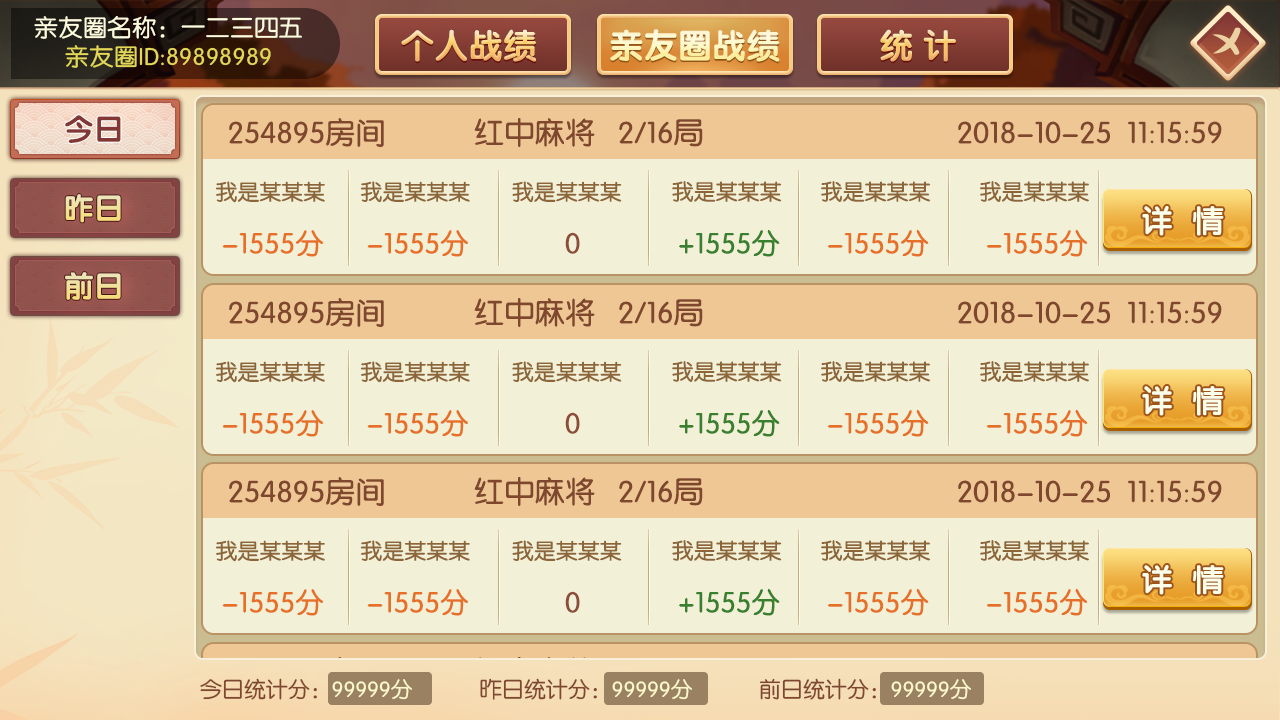 亲友圈名称：一二三四五
亲友圈ID:89898989
个人战绩
亲友圈战绩
统计
今日
昨日
前日
254895房间 红中麻将 2/16局 2018-10-25 11:15:59
我是某某某 我是某某某 我是某某某 我是某某某 我是某某某 我是某某某
-1555分 -1555分 0 +1555分 -1555分 -1555分
详情
254895房间 红中麻将 2/16局 2018-10-25 11:15:59
我是某某某 我是某某某 我是某某某 我是某某某 我是某某某 我是某某某
-1555分 -1555分 0 +1555分 -1555分 -1555分
详情
254895房间 红中麻将 2/16局 2018-10-25 11:15:59
我是某某某 我是某某某 我是某某某 我是某某某 我是某某某 我是某某某
-1555分 -1555分 0 +1555分 -1555分 -1555分
详情
今日统计分：99999分 昨日统计分：99999分 前日统计分：99999分